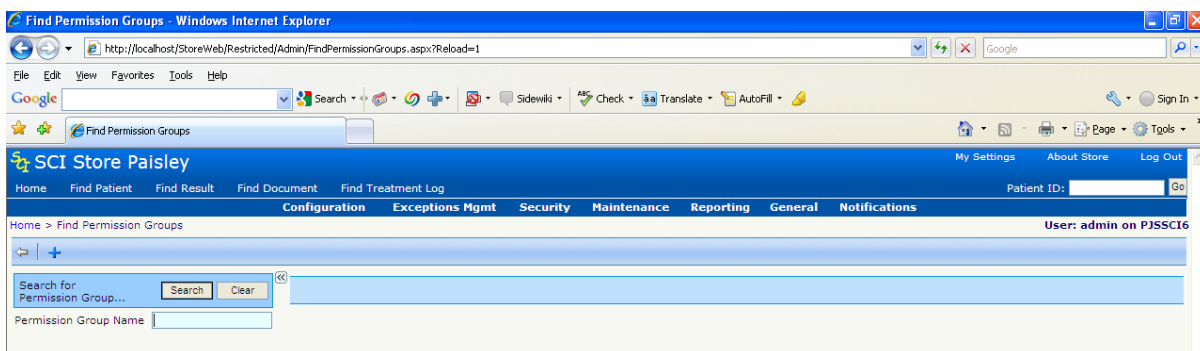 Find Permission Groups - Windows Internet Explorer
http://localhost/StoreWeb/Restricted/Admin/FindPermissionGroups.aspx?Reload=1
Google
File Edit View Favorites Tools Help
Google Search Sidewiki ABC Check Translate AutoFill Sign In
Find Permission Groups Page Tools
SCI Store Paisley My Settings About Store Log Out
Home Find Patient Find Result Find Document Find Treatment Log Patient ID: Go
Configuration Exceptions Mgmt Security Maintenance Reporting General Notifications
Home > Find Permission Groups User: admin on PJSSCI6
Search for
Permission Group... Search Clear
Permission Group Name